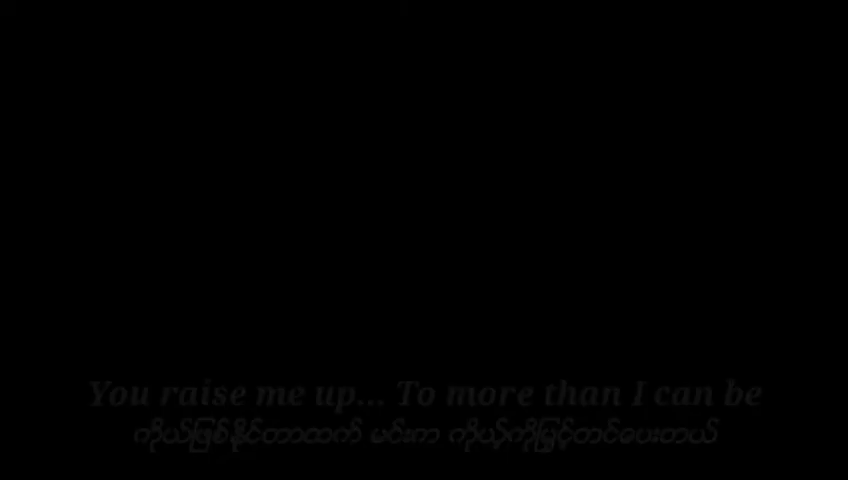 You raise me up... To more than I can be
ကိုယ်ဖြစ်နိုင်တာထက် မင်းက ကိုယ့်ကိုမြှင့်တင်ပေးတယ်